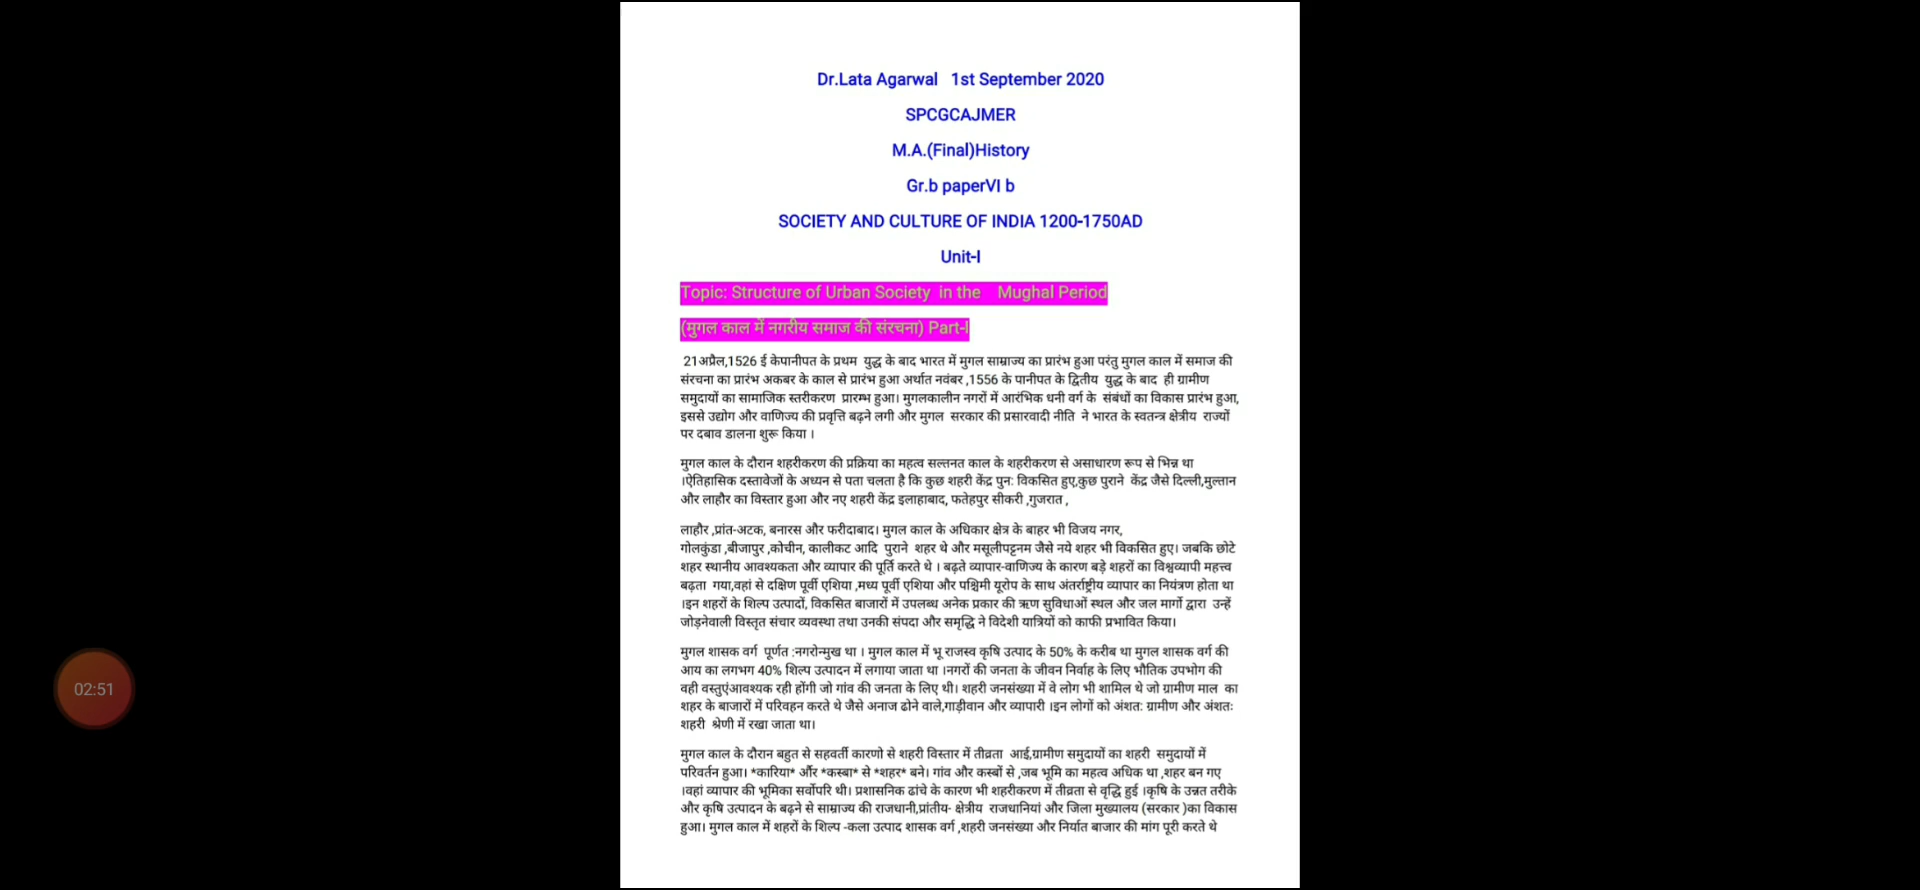 Dr.Lata Agarwal 1st September 2020
SPCGCAJMER
M.A.(Final)History
Gr.b paperVI b
SOCIETY AND CULTURE OF INDIA 1200-1750AD
Unit-I
Topic: Structure of Urban Society in the Mughal Period
(मुगल काल में नगरीय समाज की संरचना) Part-I
21अप्रैल,1526 ई केपानीपत के प्रथम युद्ध के बाद भारत में मुगल साम्राज्य का प्रारंभ हुआ परंतु मुगल काल में समाज की
संरचना का प्रारंभ अकबर के काल से प्रारंभ हुआ अर्थात नवंबर ,1556 के पानीपत के द्वितीय युद्ध के बाद ही ग्रामीण
समुदायों का सामाजिक स्तरीकरण प्रारम्भ हुआ। मुगलकालीन नगरों में आरंभिक धनी वर्ग के संबंधों का विकास प्रारंभ हुआ,
इससे उद्योग और वाणिज्य की प्रवृत्ति बढ़ने लगी और मुगल सरकार की प्रसारवादी नीति ने भारत के स्वतन्त्र क्षेत्रीय राज्यों
पर दबाव डालना शुरू किया ।
मुगल काल के दौरान शहरीकरण की प्रक्रिया का महत्व सल्तनत काल के शहरीकरण से असाधारण रूप से भिन्न था
।ऐतिहासिक दस्तावेजों के अध्यन से पता चलता है कि कुछ शहरी केंद्र पुन: विकसित हुए,कुछ पुराने केंद्र जैसे दिल्ली,मुल्तान
और लाहौर का विस्तार हुआ और नए शहरी केंद्र इलाहाबाद, फतेहपुर सीकरी ,गुजरात ,
लाहौर ,प्रांत-अटक, बनारस और फरीदाबाद। मुगल काल के अधिकार क्षेत्र के बाहर भी विजय नगर,
गोलकुंडा ,बीजापुर ,कोचीन, कालीकट आदि पुराने शहर थे और मसूलीपट्टनम जैसे नये शहर भी विकसित हुए। जबकि छोटे
शहर स्थानीय आवश्यकता और व्यापार की पूर्ति करते थे । बढ़ते व्यापार-वाणिज्य के कारण बड़े शहरों का विश्वव्यापी महत्त्व
बढ़ता गया,वहां से दक्षिण पूर्वी एशिया ,मध्य पूर्वी एशिया और पश्चिमी यूरोप के साथ अंतर्राष्ट्रीय व्यापार का नियंत्रण होता था
।इन शहरों के शिल्प उत्पादों, विकसित बाजारों में उपलब्ध अनेक प्रकार की ऋण सुविधाओं स्थल और जल मार्गो द्वारा उन्हें
जोड़नेवाली विस्तृत संचार व्यवस्था तथा उनकी संपदा और समृद्धि ने विदेशी यात्रियों को काफी प्रभावित किया।
मुगल शासक वर्ग पूर्णत :नगरोन्मुख था । मुगल काल में भू राजस्व कृषि उत्पाद के 50% के करीब था मुगल शासक वर्ग की
आय का लगभग 40% शिल्प उत्पादन में लगाया जाता था ।नगरों की जनता के जीवन निर्वाह के लिए भौतिक उपभोग की
वही वस्तुएंआवश्यक रही होंगी जो गांव की जनता के लिए थी। शहरी जनसंख्या में वे लोग भी शामिल थे जो ग्रामीण माल का
शहर के बाजारों में परिवहन करते थे जैसे अनाज ढोने वाले,गाड़ीवान और व्यापारी ।इन लोगों को अंशत: ग्रामीण और अंशतः
शहरी श्रेणी में रखा जाता था।
मुगल काल के दौरान बहुत से सहवर्ती कारणो से शहरी विस्तार में तीव्रता आई,ग्रामीण समुदायों का शहरी समुदायों में
परिवर्तन हुआ। *कारिया* और *कस्बा* से *शहर* बने। गांव और कस्बों से ,जब भूमि का महत्व अधिक था ,शहर बन गए
।वहां व्यापार की भूमिका सर्वोपरि थी। प्रशासनिक ढांचे के कारण भी शहरीकरण में तीव्रता से वृद्धि हुई ।कृषि के उन्नत तरीके
और कृषि उत्पादन के बढ़ने से साम्राज्य की राजधानी,प्रांतीय- क्षेत्रीय राजधानियां और जिला मुख्यालय (सरकार )का विकास
हुआ। मुगल काल में शहरों के शिल्प -कला उत्पाद शासक वर्ग ,शहरी जनसंख्या और निर्यात बाजार की मांग पूरी करते थे
02:51